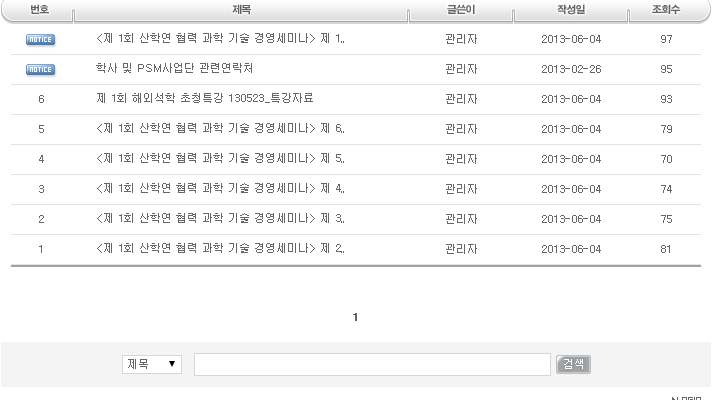 번호 제목 글쓴이 작성일 조회수
NOTICE <제 1회 산학연 협력 과학 기술 경영세미나> 제 1.. 관리자 2013-06-04 97
NOTICE 학사 및 PSM사업단 관련연락처 관리자 2013-02-26 95
6 제 1회 해외석학 초청특강 130523_특강자료 관리자 2013-06-04 93
5 <제 1회 산학연 협력 과학 기술 경영세미나> 제 6.. 관리자 2013-06-04 79
4 <제 1회 산학연 협력 과학 기술 경영세미나> 제 5.. 관리자 2013-06-04 70
3 <제 1회 산학연 협력 과학 기술 경영세미나> 제 4.. 관리자 2013-06-04 74
2 <제 1회 산학연 협력 과학 기술 경영세미나> 제 3.. 관리자 2013-06-04 75
1 <제 1회 산학연 협력 과학 기술 경영세미나> 제 2.. 관리자 2013-06-04 81
1
제목 ▼ 검색